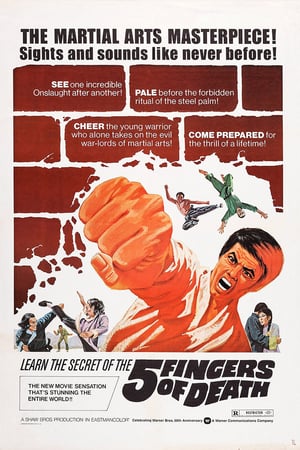 THE MARTIAL ARTS MASTERPIECE!
Sights and sounds like never before!
SEE one incredible
Onslaught after another!
PALE before the forbidden
ritual of the steel palm!
CHEER the young warrior
who alone takes on the evil
war-lords of martial arts!
COME PREPARED for
the thrill of a lifetime!
LEARN THE SECRET OF THE
5 FINGERS
OF DEATH
THE NEW MOVIE SENSATION
THAT'S STUNNING THE
ENTIRE WORLD!!
A SHAW BROS PRODUCTION IN EASTMANCOLOR
Celebrating Warner Bros. 50th Anniversary
A Warner Communications Company
R RESTRICTED